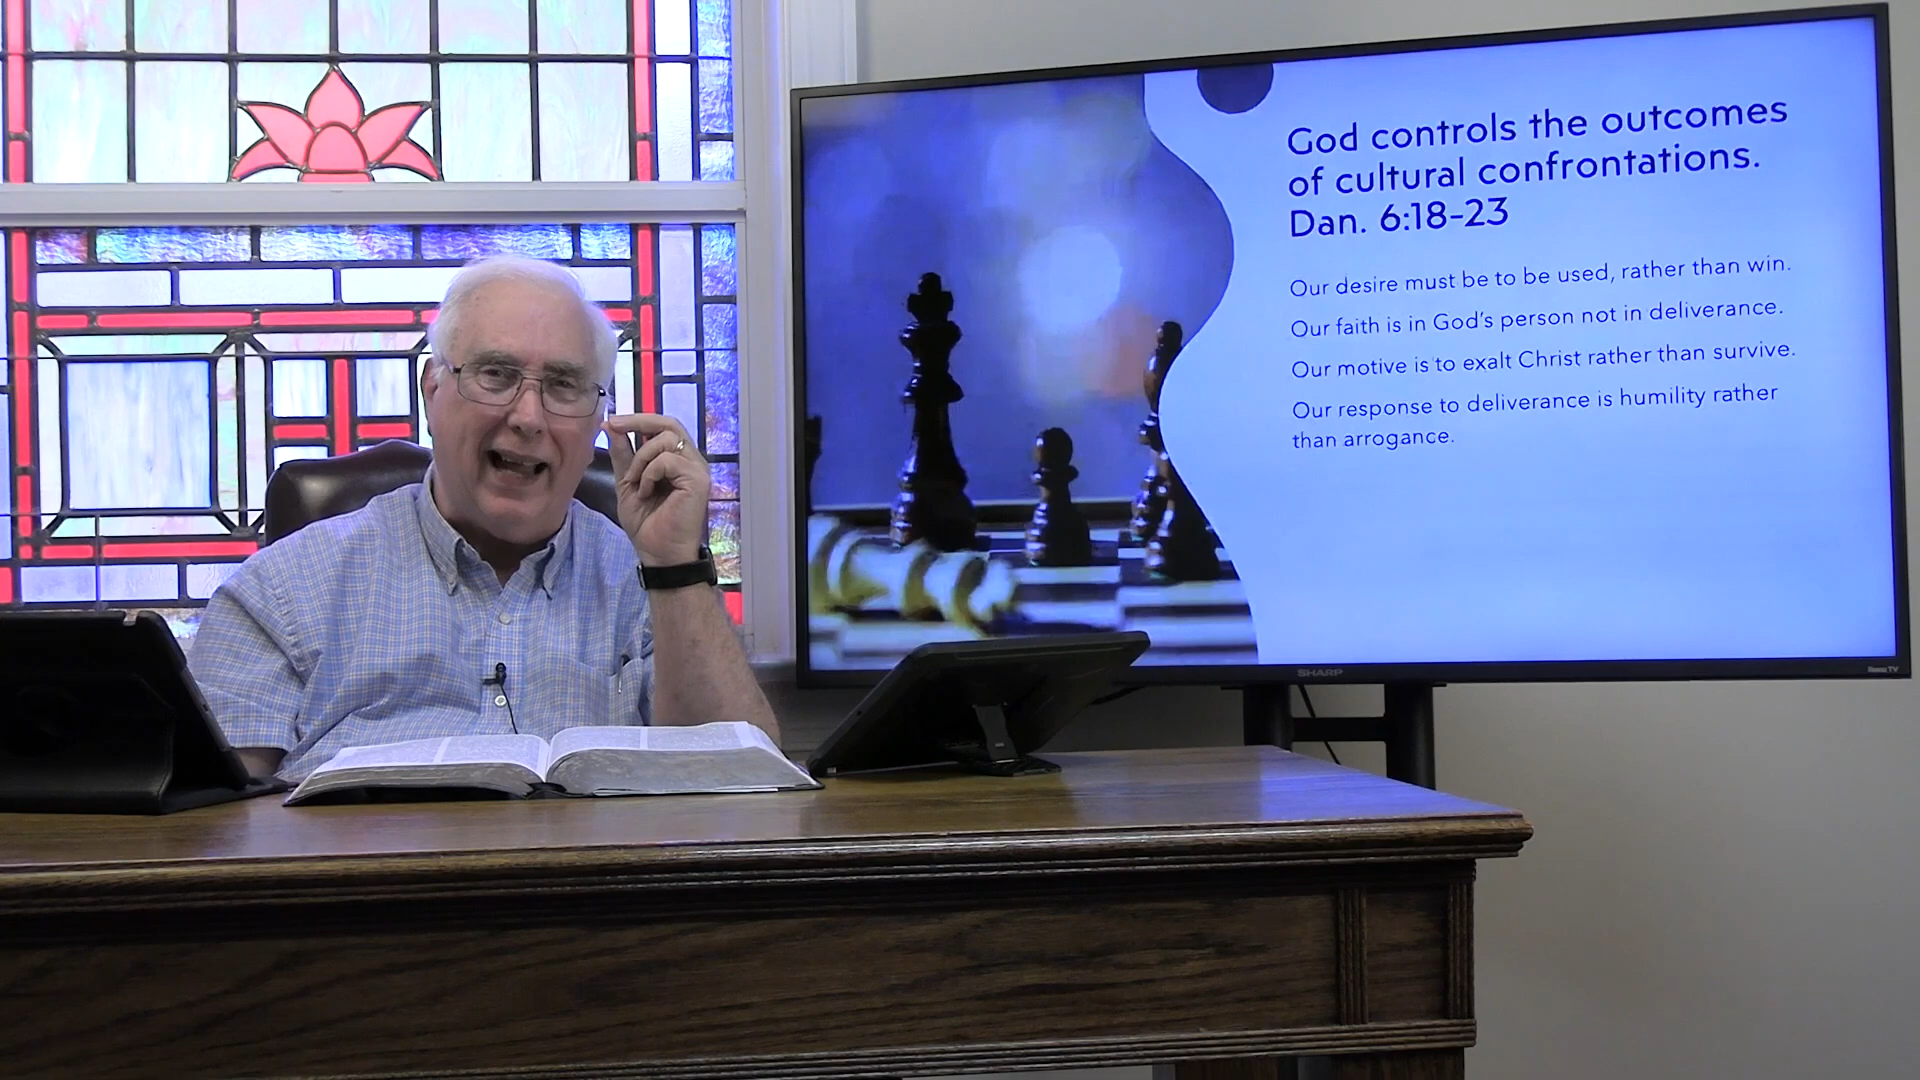 God controls the outcomes
of cultural confrontations.
Dan. 6:18-23
Our desire must be to be used, rather than win.
Our faith is in God's person not in deliverance.
Our motive is to exalt Christ rather than survive.
Our response to deliverance is humility rather
than arrogance.
SHARP
Roku TV